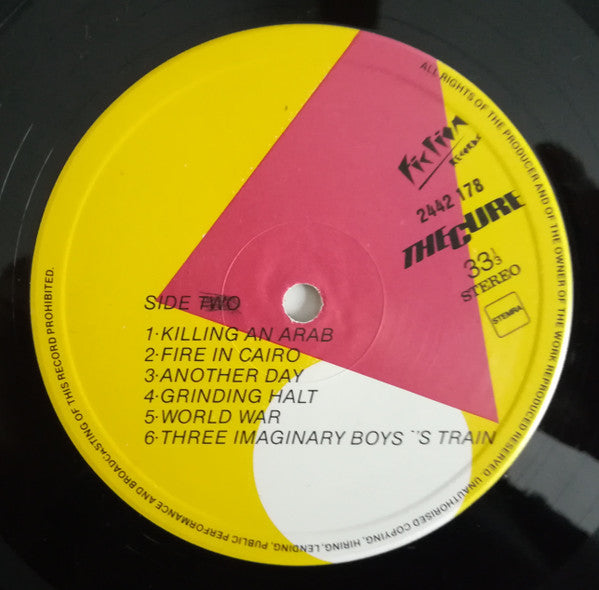 Fiction
RECORDS
2442 178
THE CURE
33 1/3
STEREO
STEMRA
SIDE TWO
1·KILLING AN ARAB
2·FIRE IN CAIRO
3·ANOTHER DAY
4·GRINDING HALT
5·WORLD WAR
6·THREE IMAGINARY BOYS ''S TRAIN
ALL RIGHTS OF THE PRODUCER AND OF THE OWNER OF THE WORK REPRODUCED RESERVED. UNAUTHORISED COPYING, HIRING, LENDING, PUBLIC PERFORMANCE AND BROADCASTING OF THIS RECORD PROHIBITED.